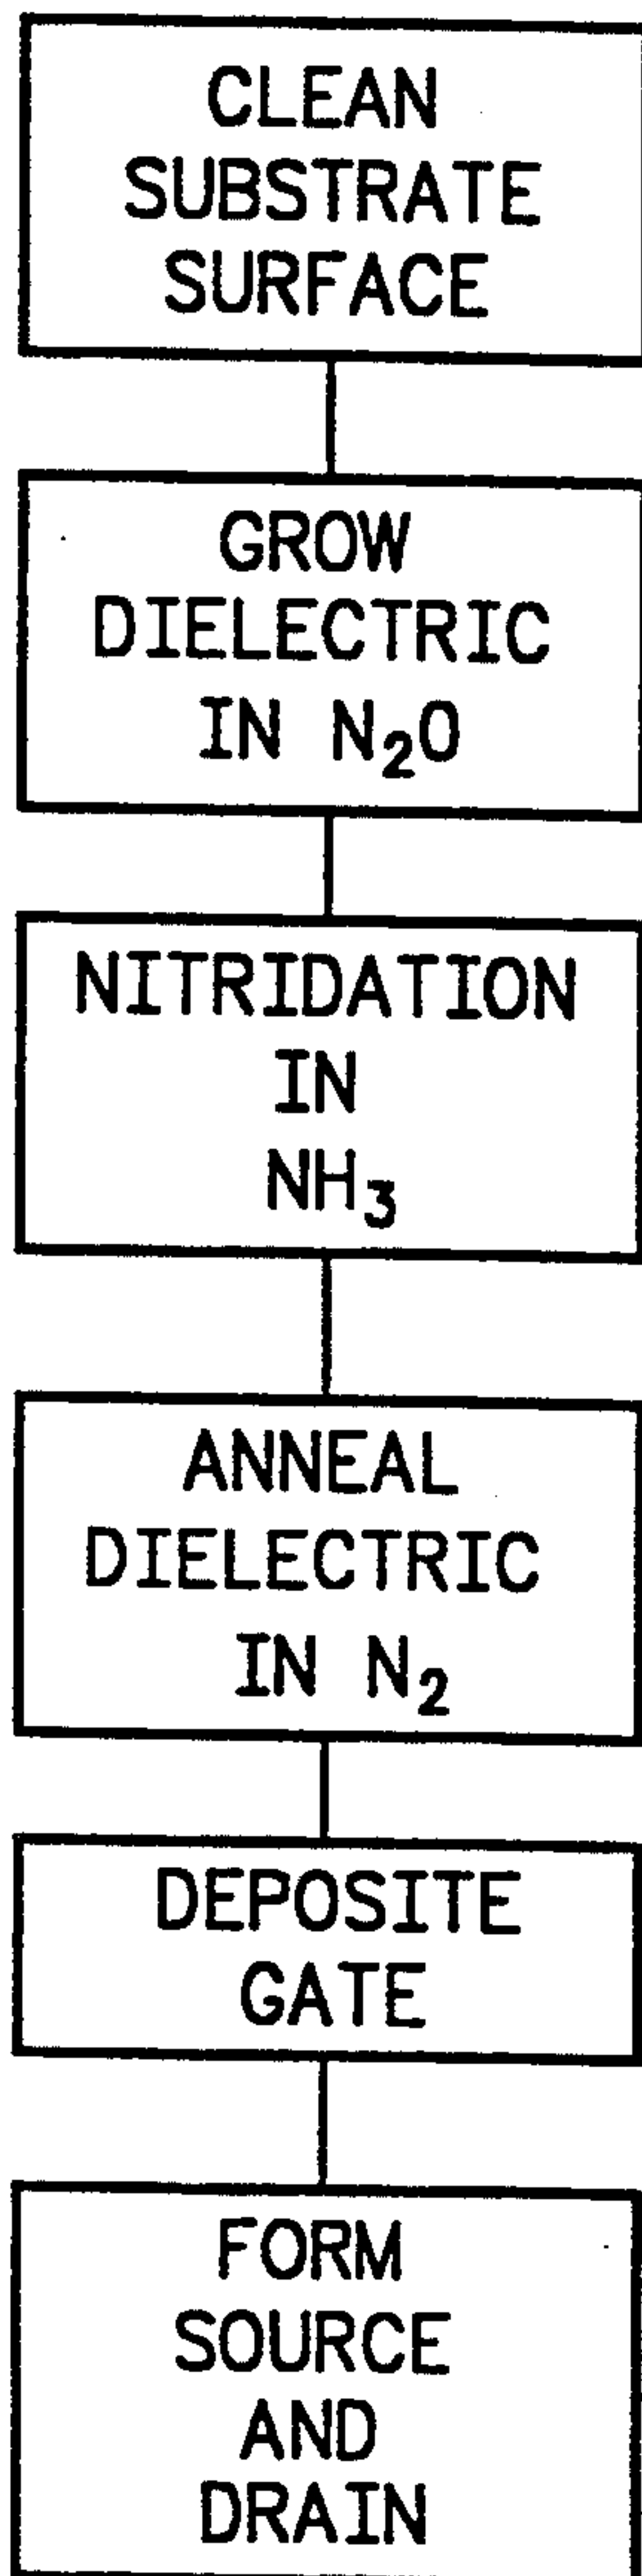 CLEAN
SUBSTRATE
SURFACE
GROW
DIELECTRIC
IN N₂O
NITRIDATION
IN
NH₃
ANNEAL
DIELECTRIC
IN N₂
DEPOSITE
GATE
FORM
SOURCE
AND
DRAIN